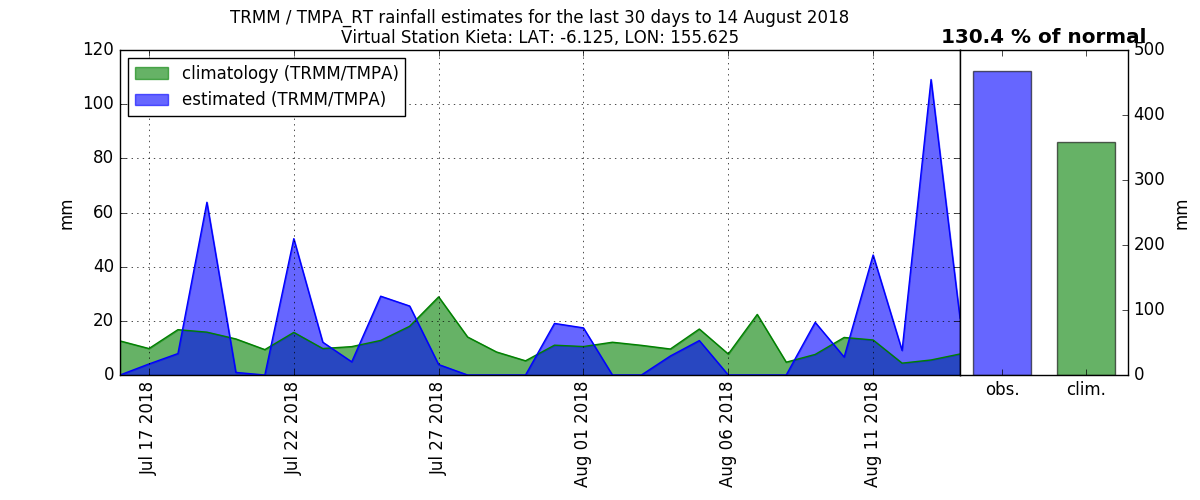 TRMM / TMPA_RT rainfall estimates for the last 30 days to 14 August 2018
Virtual Station Kieta: LAT: -6.125, LON: 155.625
130.4 % of normal
climatology (TRMM/TMPA)
estimated (TRMM/TMPA)
mm
120
100
80
60
40
20
0
Jul 17 2018
Jul 22 2018
Jul 27 2018
Aug 01 2018
Aug 06 2018
Aug 11 2018
500
400
300
200
100
0
mm
obs.
clim.